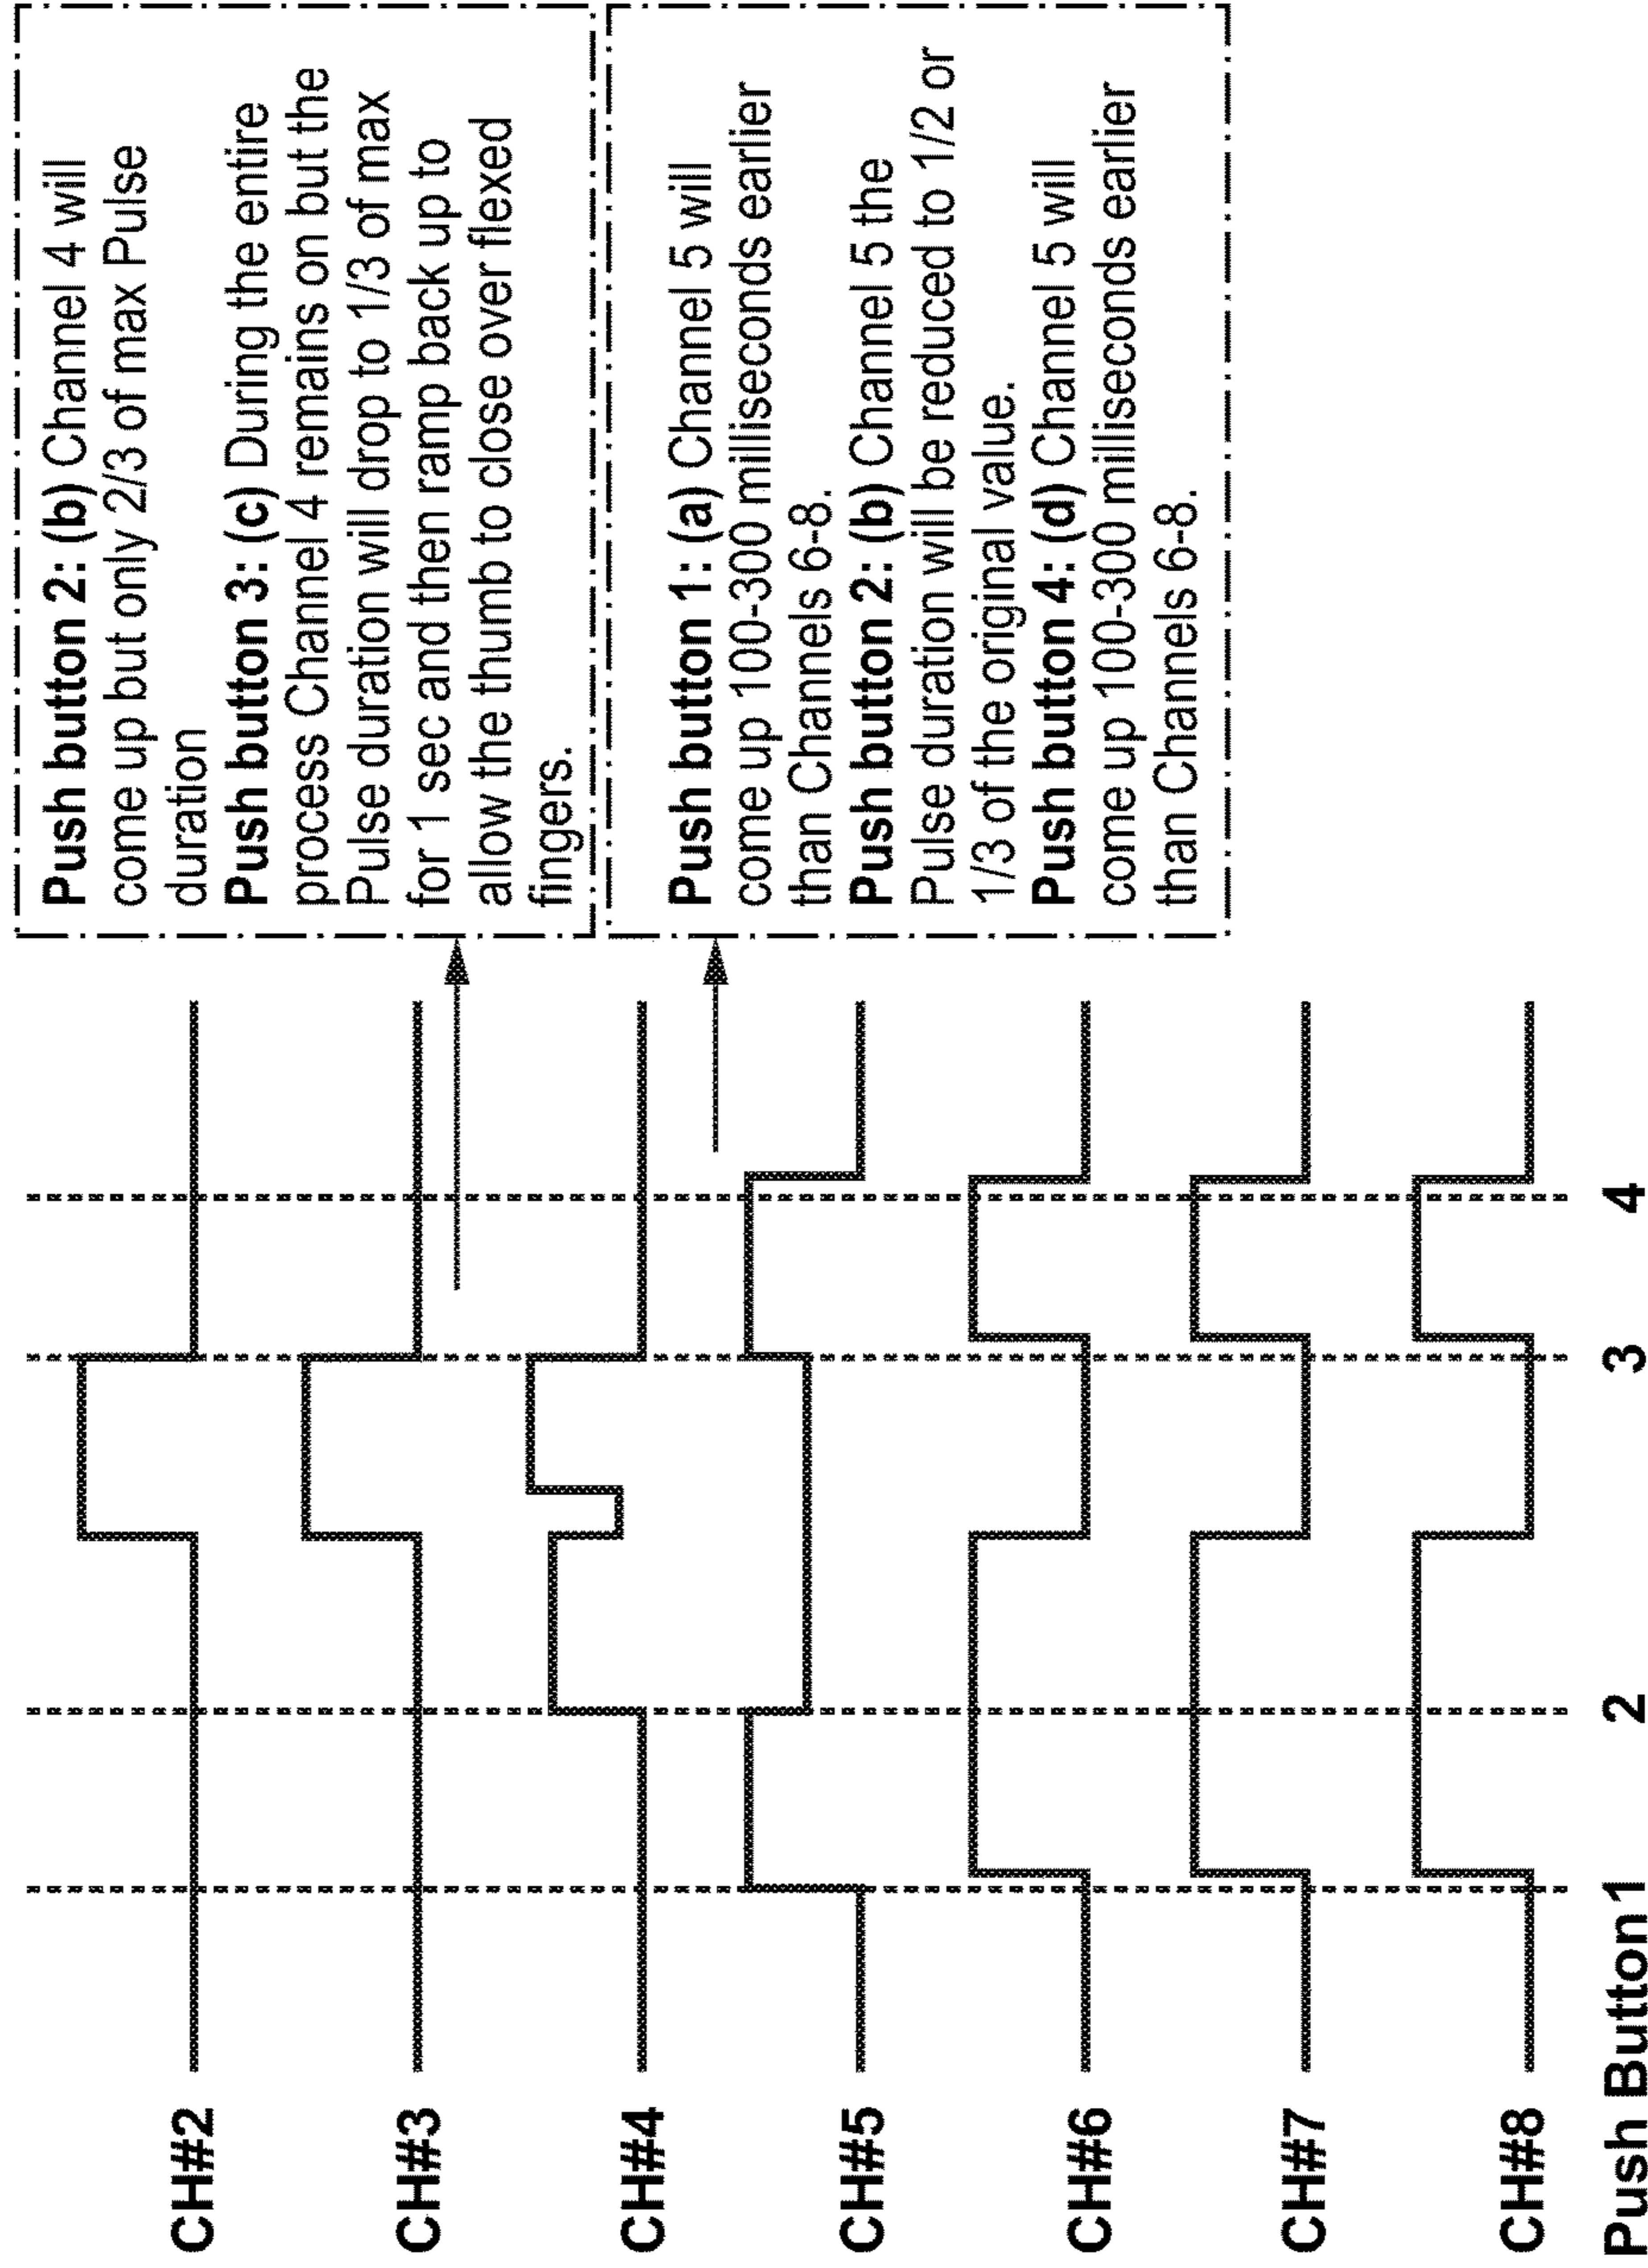 CH#2
CH#3
CH#4
CH#5
CH#6
CH#7
CH#8
Push Button1
2
3
4
Push button 2: (b) Channel 4 will
come up but only 2/3 of max Pulse
duration
Push button 3: (c) During the entire
process Channel 4 remains on but the
Pulse duration will drop to 1/3 of max
for 1 sec and then ramp back up to
allow the thumb to close over flexed
fingers.
Push button 1: (a) Channel 5 will
come up 100-300 milliseconds earlier
than Channels 6-8.
Push button 2: (b) Channel 5 the
Pulse duration will be reduced to 1/2 or
1/3 of the original value.
Push button 4: (d) Channel 5 will
come up 100-300 milliseconds earlier
than Channels 6-8.